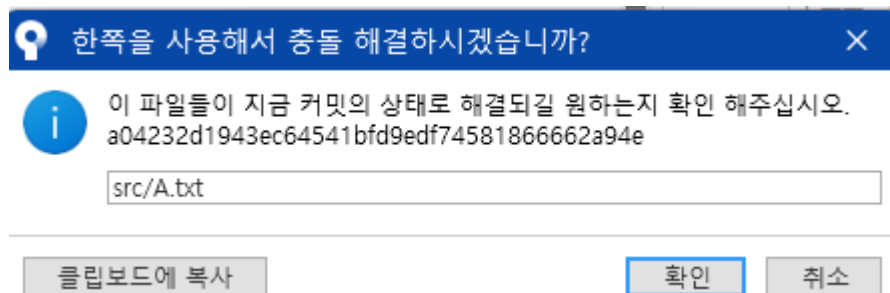 한쪽을 사용해서 충돌 해결하시겠습니까?
이 파일들이 지금 커밋의 상태로 해결되길 원하는지 확인 해주십시오.
a04232d1943ec64541bfd9edf74581866662a94e
src/A.txt
클립보드에 복사
확인
취소